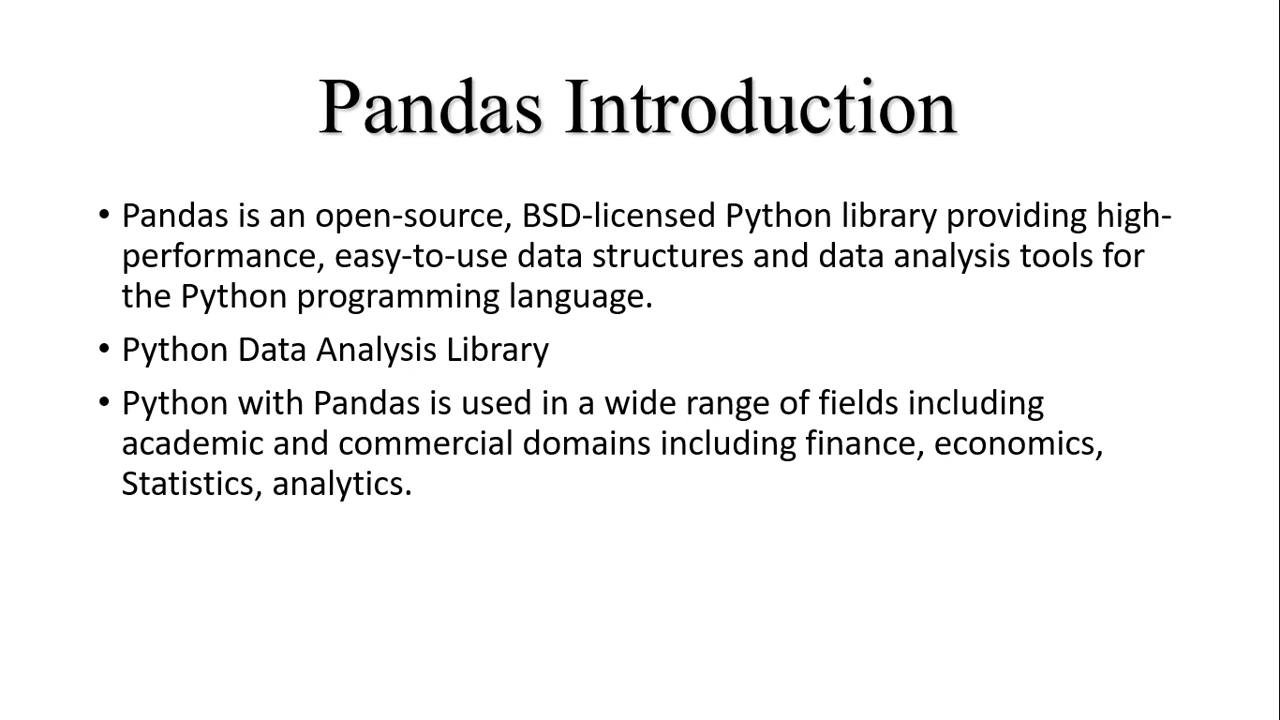 Pandas Introduction
• Pandas is an open-source, BSD-licensed Python library providing high-
performance, easy-to-use data structures and data analysis tools for
the Python programming language.
• Python Data Analysis Library
• Python with Pandas is used in a wide range of fields including
academic and commercial domains including finance, economics,
Statistics, analytics.